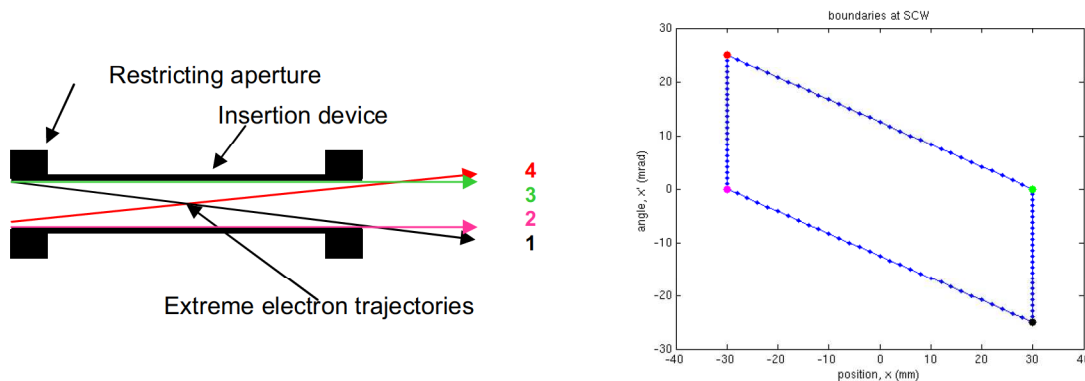 Restricting aperture
Insertion device
4
3
2
1
Extreme electron trajectories
boundaries at SCW
30
20
10
0
-10
-20
-30
angle, x' (mrad)
-40 -30 -20 -10 0 10 20 30 40
position, x (mm)